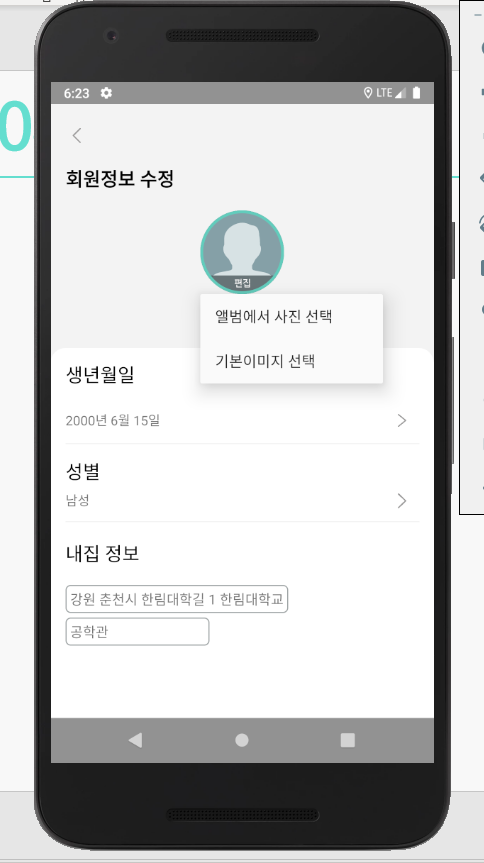 0
6:23
LTE
회원정보 수정
편집
앨범에서 사진 선택
기본이미지 선택
생년월일
2000년 6월 15일
성별
남성
내집 정보
강원 춘천시 한림대학길 1 한림대학교
공학관